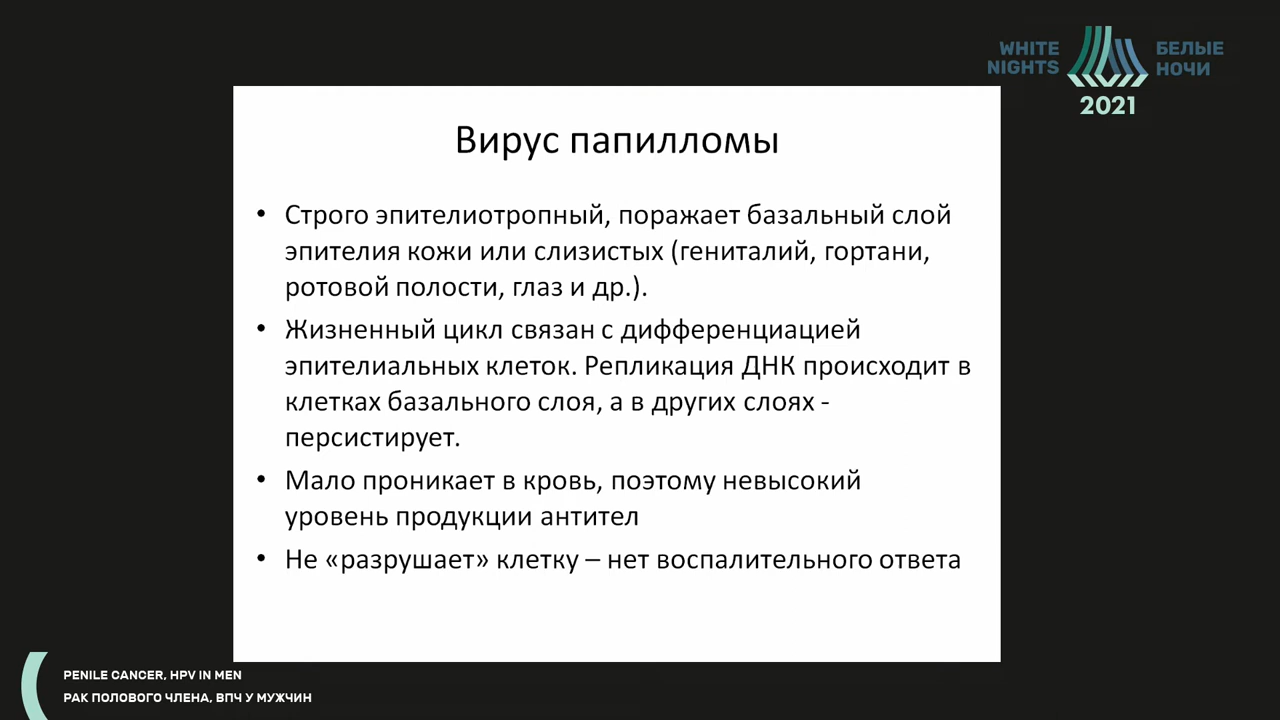 WHITE NIGHTS
БЕЛЫЕ НОЧИ
2021
Вирус папилломы
• Строго эпителиотропный, поражает базальный слой
эпителия кожи или слизистых (гениталий, гортани,
ротовой полости, глаз и др.).
• Жизненный цикл связан с дифференциацией
эпителиальных клеток. Репликация ДНК происходит в
клетках базального слоя, а в других слоях -
персистирует.
• Мало проникает в кровь, поэтому невысокий
уровень продукции антител
• Не «разрушает» клетку – нет воспалительного ответа
PENILE CANCER, HPV IN MEN
РАК ПОЛОВОГО ЧЛЕНА, ВПЧ У МУЖЧИН